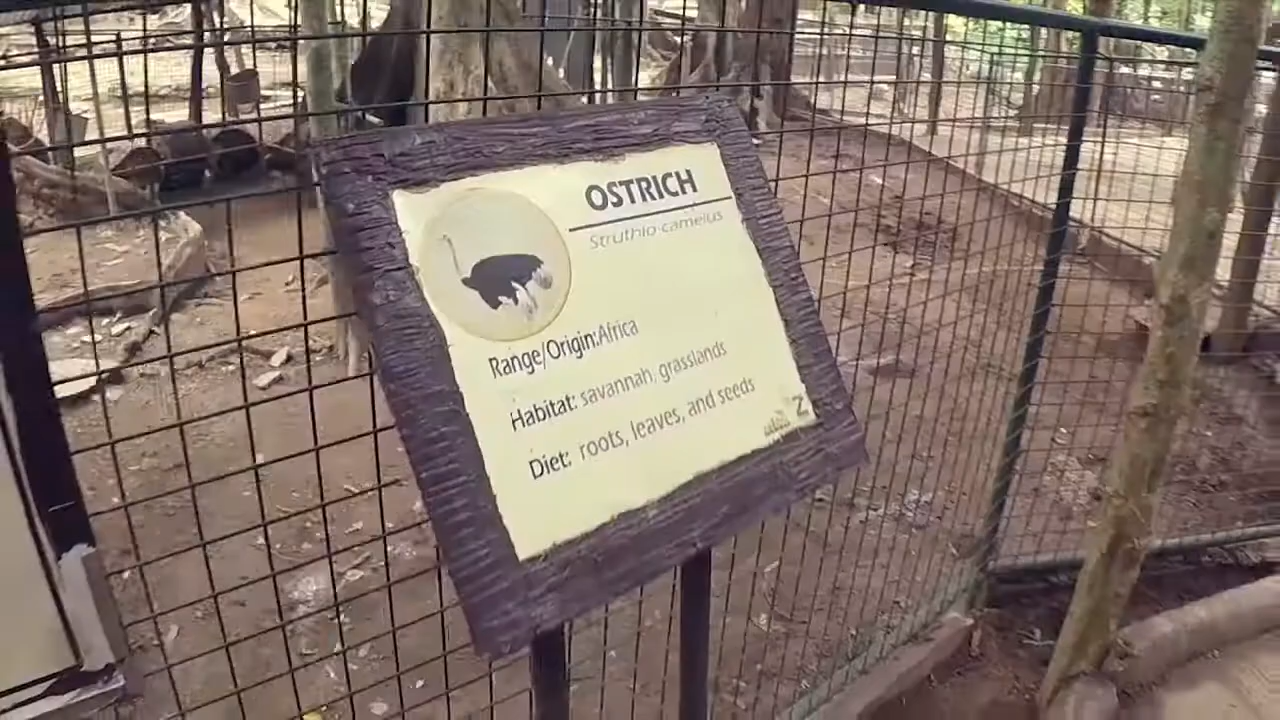 OSTRICH
Struthio camelus
Range/Origin:Africa
Habitat: savannah, grasslands
Diet: roots, leaves, and seeds
Z